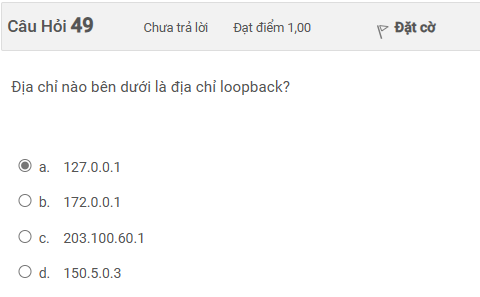 Câu Hỏi 49 Chưa trả lời Đạt điểm 1,00 Đặt cờ
Địa chỉ nào bên dưới là địa chỉ loopback?
a. 127.0.0.1
b. 172.0.0.1
c. 203.100.60.1
d. 150.5.0.3